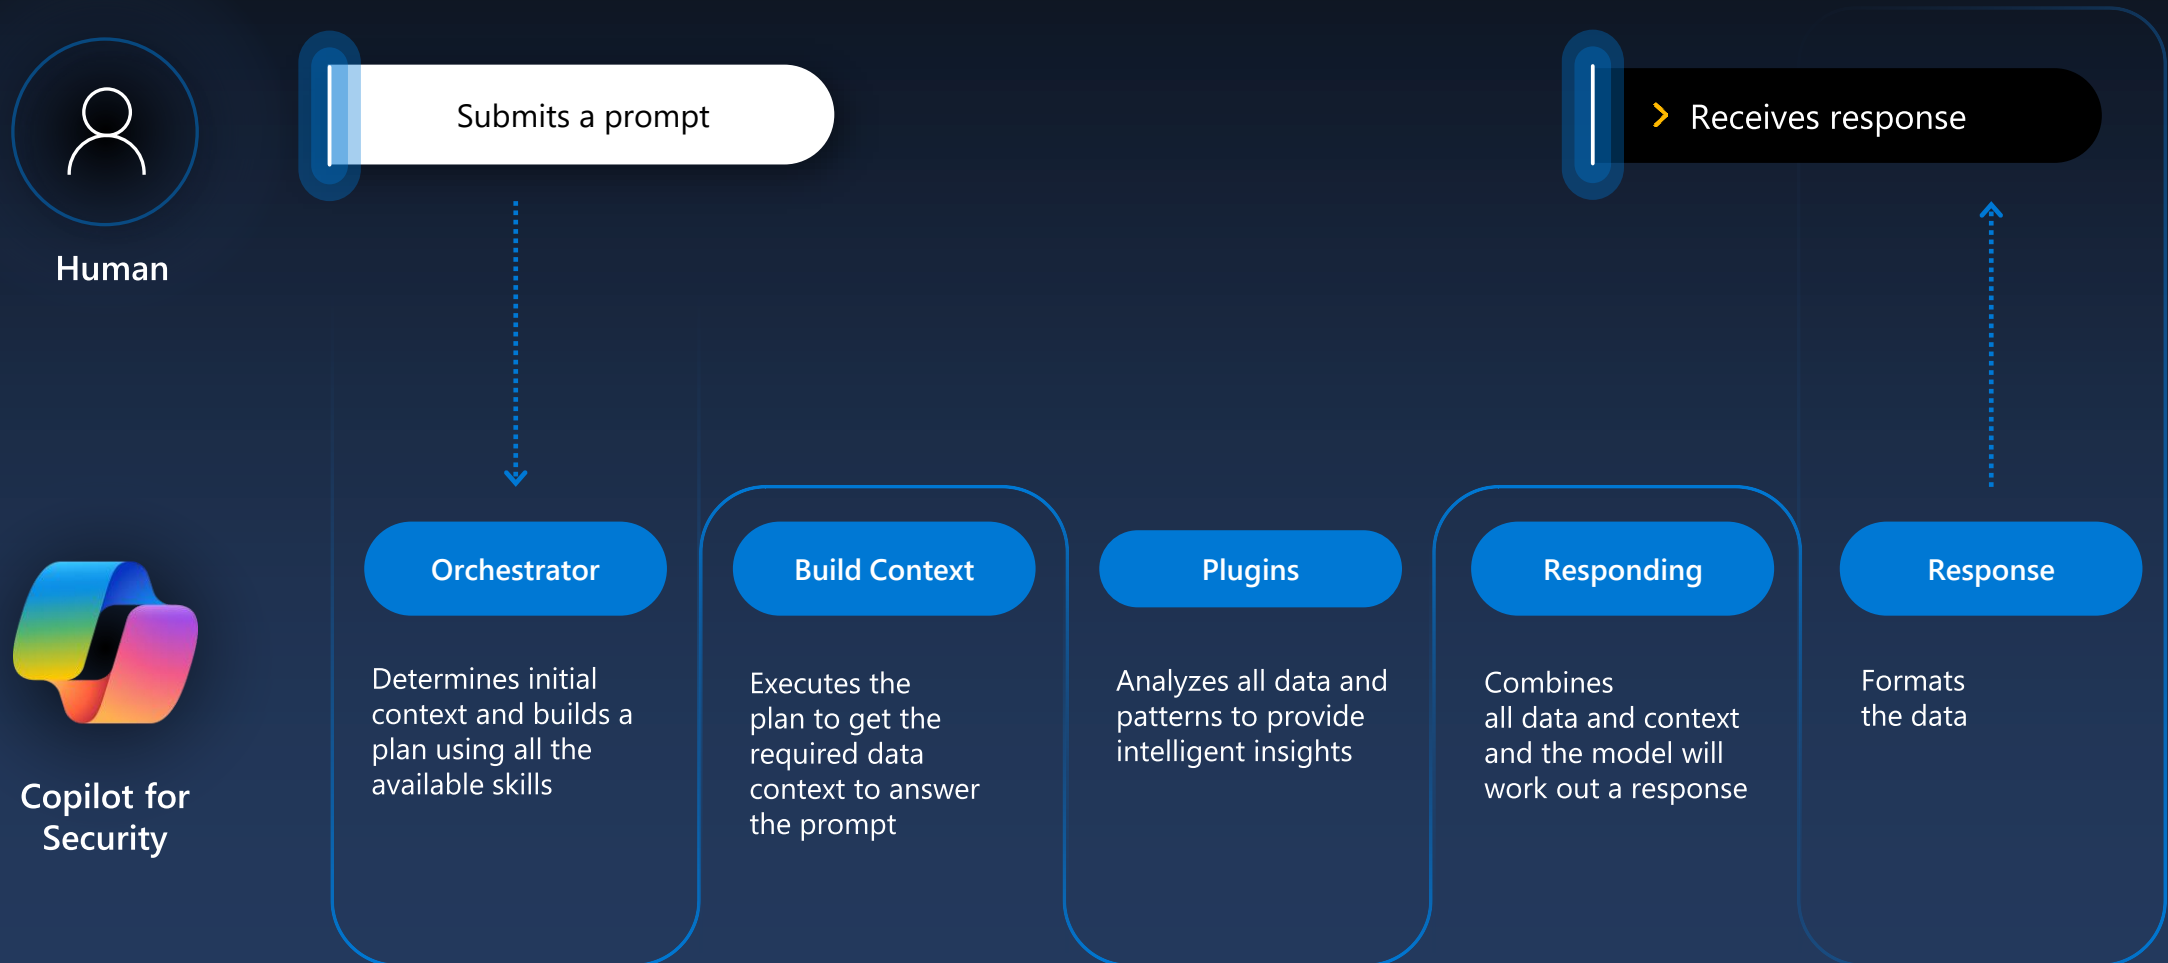 Submits a prompt
Receives response
Human
Orchestrator
Build Context
Plugins
Responding
Response
Determines initial
context and builds a
plan using all the
available skills
Executes the
plan to get the
required data
context to answer
the prompt
Analyzes all data and
patterns to provide
intelligent insights
Combines
all data and context
and the model will
work out a response
Formats
the data
Copilot for
Security